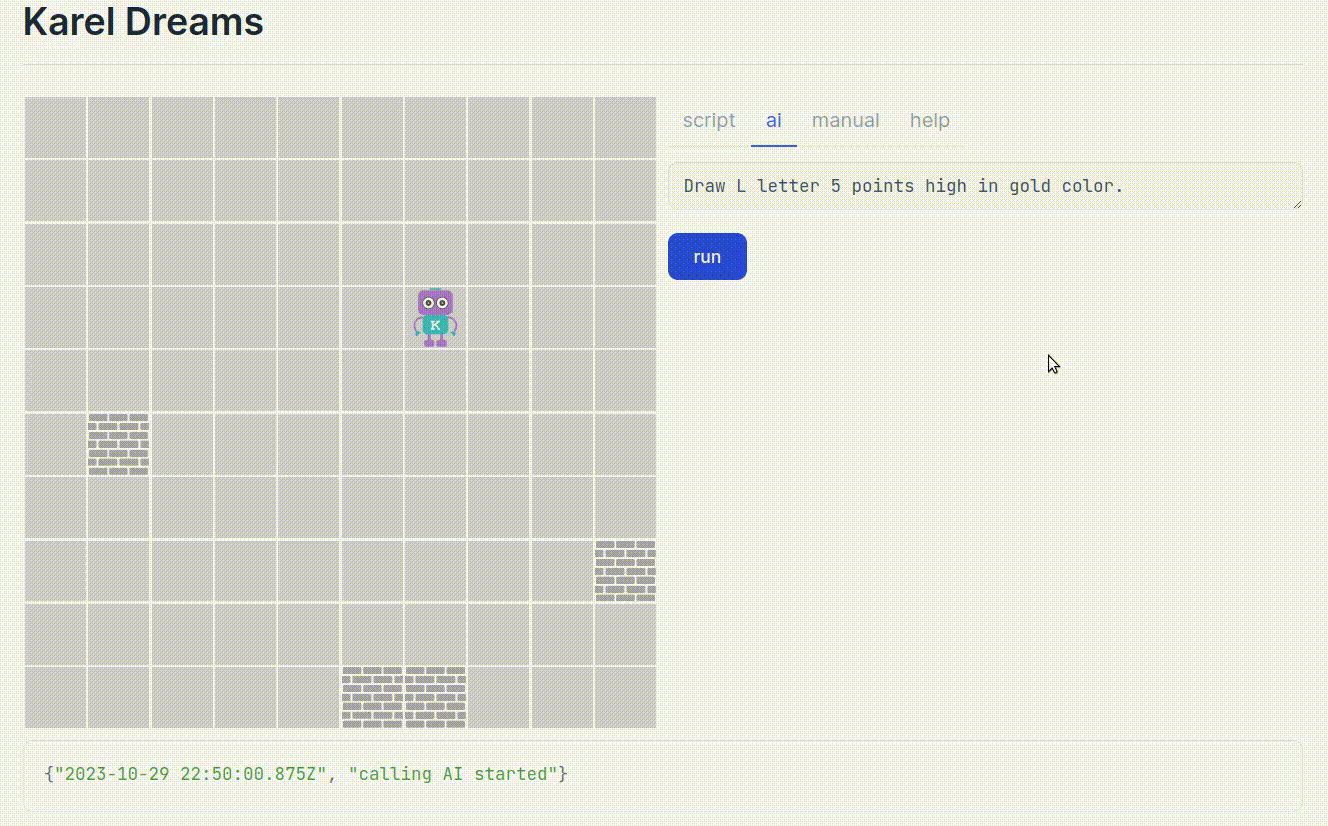 Karel Dreams
script ai manual help
Draw L letter 5 points high in gold color.
run
K
{"2023-10-29 22:50:00.875Z", "calling AI started"}